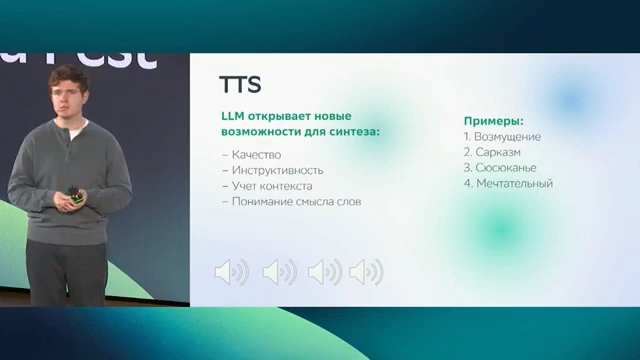 TTS
LLM открывает новые
возможности для синтеза:
– Качество
– Инструктивность
– Учет контекста
– Понимание смысла слов
Примеры:
1. Возмущение
2. Сарказм
3. Сюсюканье
4. Мечтательный